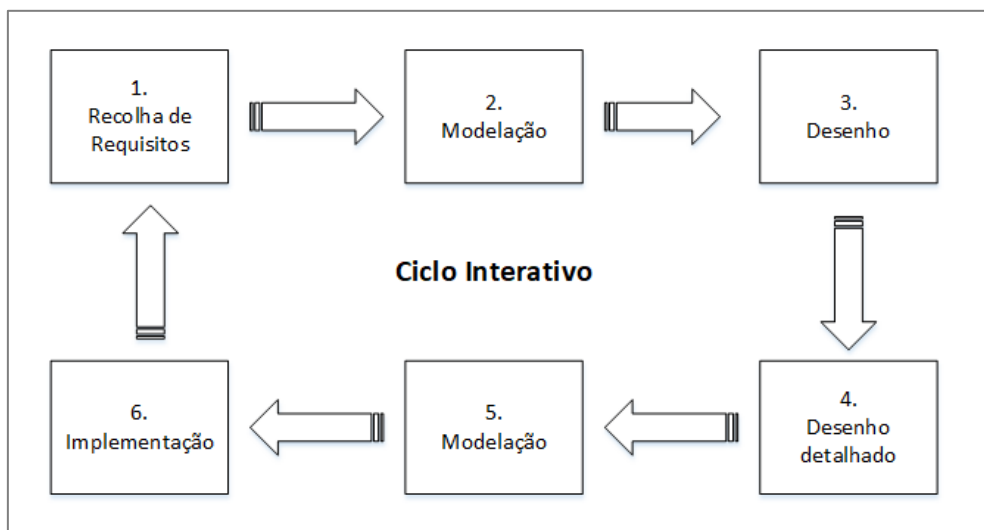 1.
Recolha de
Requisitos
2.
Modelação
3.
Desenho
Ciclo Interativo
4.
Desenho
detalhado
5.
Modelação
6.
Implementação